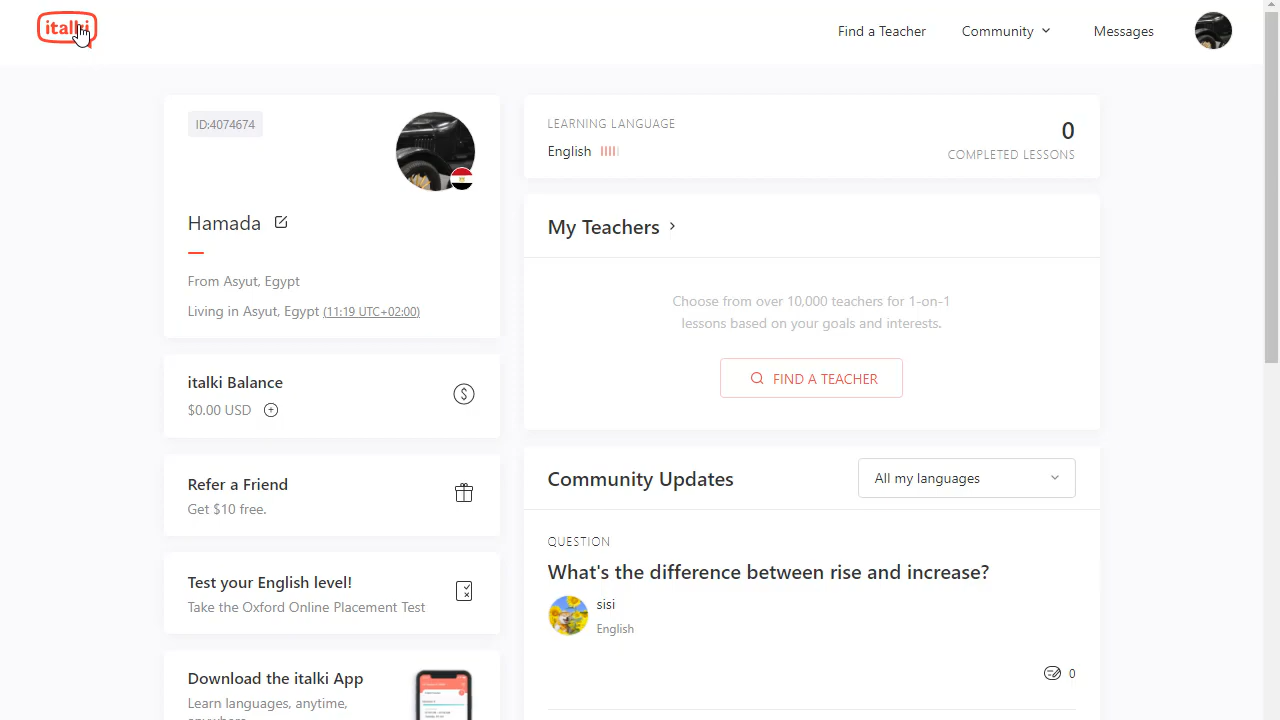 italki
Find a Teacher
Community
Messages
ID:4074674
Hamada
From Asyut, Egypt
Living in Asyut, Egypt (11:19 UTC+02:00)
italki Balance
$0.00 USD
Refer a Friend
Get $10 free.
Test your English level!
Take the Oxford Online Placement Test
Download the italki App
Learn languages, anytime,
LEARNING LANGUAGE
English
0
COMPLETED LESSONS
My Teachers
Choose from over 10,000 teachers for 1-on-1
lessons based on your goals and interests.
FIND A TEACHER
Community Updates
All my languages
QUESTION
What's the difference between rise and increase?
sisi
English
0